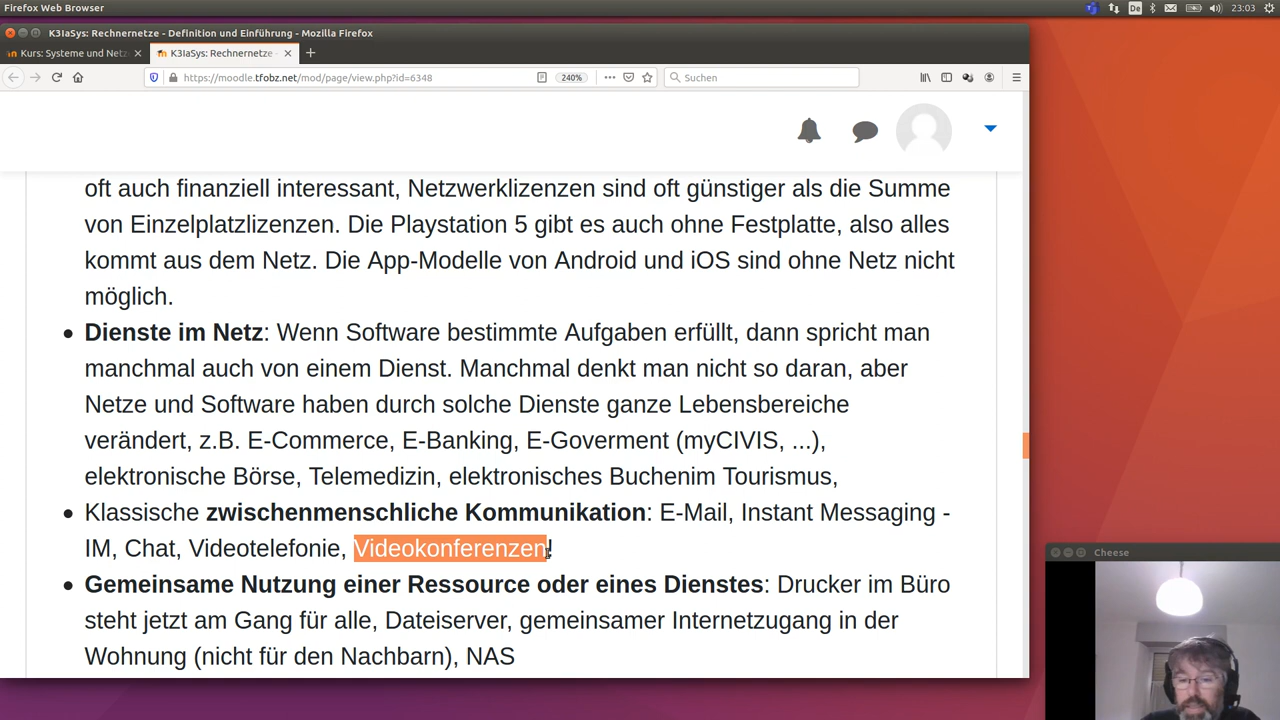 Firefox Web Browser
De
23:03
K3IaSys: Rechnernetze - Definition und Einführung - Mozilla Firefox
Kurs: Systeme und Netz
K3IaSys: Rechnernetze -
https://moodle.tfobz.net/mod/page/view.php?id=6348
240%
Suchen
oft auch finanziell interessant, Netzwerklizenzen sind oft günstiger als die Summe
von Einzelplatzlizenzen. Die Playstation 5 gibt es auch ohne Festplatte, also alles
kommt aus dem Netz. Die App-Modelle von Android und iOS sind ohne Netz nicht
möglich.
• Dienste im Netz: Wenn Software bestimmte Aufgaben erfüllt, dann spricht man
manchmal auch von einem Dienst. Manchmal denkt man nicht so daran, aber
Netze und Software haben durch solche Dienste ganze Lebensbereiche
verändert, z.B. E-Commerce, E-Banking, E-Goverment (myCIVIS, ...),
elektronische Börse, Telemedizin, elektronisches Buchenim Tourismus,
• Klassische zwischenmenschliche Kommunikation: E-Mail, Instant Messaging -
IM, Chat, Videotelefonie, Videokonferenzen!
• Gemeinsame Nutzung einer Ressource oder eines Dienstes: Drucker im Büro
steht jetzt am Gang für alle, Dateiserver, gemeinsamer Internetzugang in der
Wohnung (nicht für den Nachbarn), NAS
Cheese